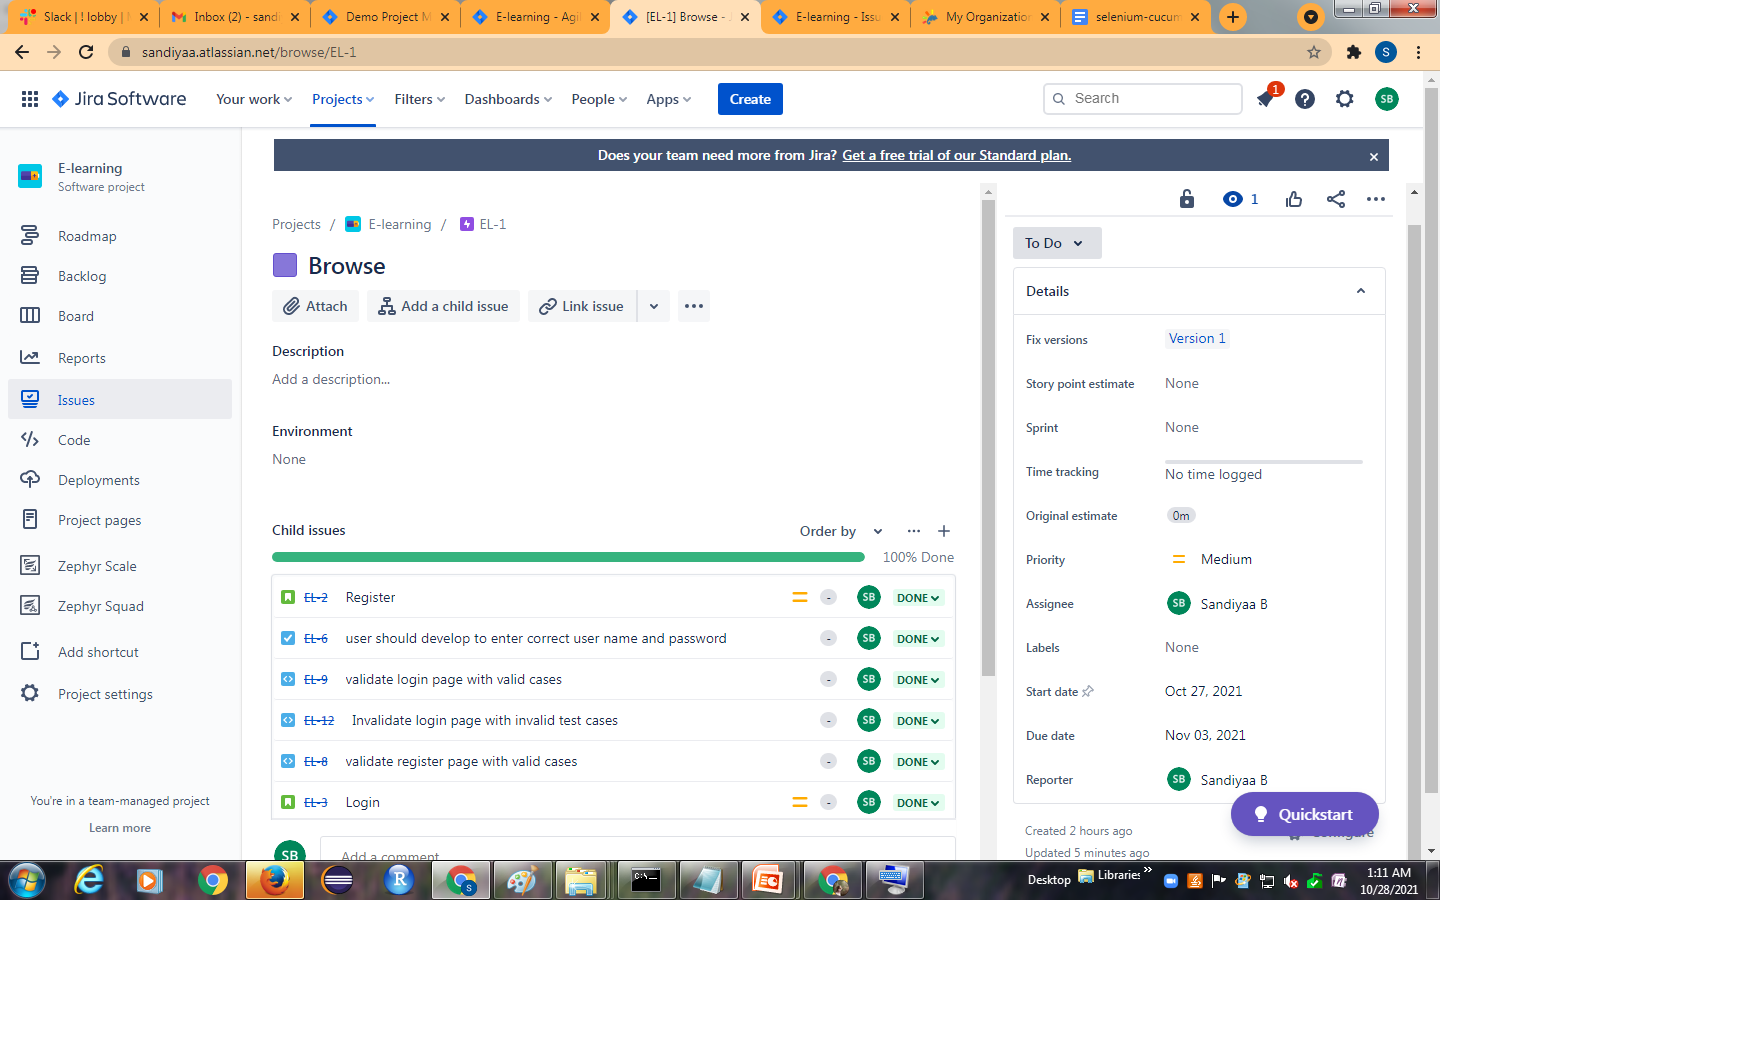 Slack | ! lobby |
Inbox (2) - sandi
Demo Project M
E-learning - Agil
[EL-1] Browse - J
E-learning - Issu
My Organization
selenium-cucum
sandiyaa.atlassian.net/browse/EL-1
S
Jira Software
Your work
Projects
Filters
Dashboards
People
Apps
Create
Search
1
SB
Does your team need more from Jira? Get a free trial of our Standard plan.
E-learning
Software project
Roadmap
Backlog
Board
Reports
Issues
Code
Deployments
Project pages
Zephyr Scale
Zephyr Squad
Add shortcut
Project settings
You're in a team-managed project
Learn more
Projects / E-learning / EL-1
Browse
Attach
Add a child issue
Link issue
Description
Add a description...
Environment
None
Child issues
Order by
100% Done
EL-2 Register - SB DONE
EL-6 user should develop to enter correct user name and password - SB DONE
EL-9 validate login page with valid cases - SB DONE
EL-12 Invalidate login page with invalid test cases - SB DONE
EL-8 validate register page with valid cases - SB DONE
EL-3 Login - SB DONE
SB
Add a comment
1
To Do
Details
Fix versions Version 1
Story point estimate None
Sprint None
Time tracking No time logged
Original estimate 0m
Priority Medium
Assignee SB Sandiyaa B
Labels None
Start date Oct 27, 2021
Due date Nov 03, 2021
Reporter SB Sandiyaa B
Quickstart
Created 2 hours ago
Configure
Updated 5 minutes ago
Desktop
Libraries
1:11 AM
10/28/2021